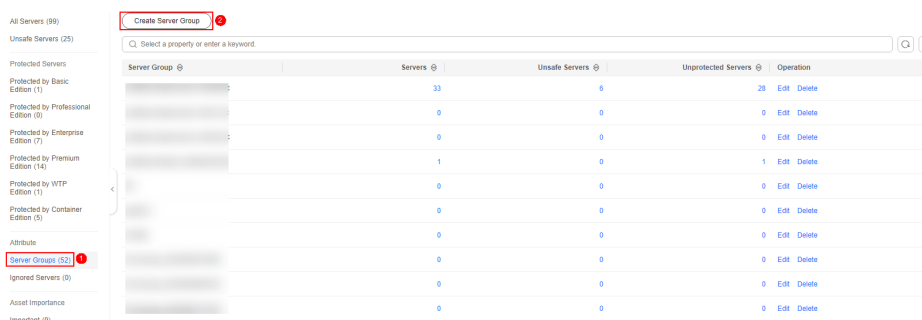 All Servers (99)
Unsafe Servers (25)
Protected Servers
Protected by Basic
Edition (1)
Protected by Professional
Edition (0)
Protected by Enterprise
Edition (7)
Protected by Premium
Edition (14)
Protected by WTP
Edition (1)
Protected by Container
Edition (5)
Attribute
Server Groups (52) 1
Ignored Servers (0)
Asset Importance
Create Server Group 2
Select a property or enter a keyword.
Server Group Servers Unsafe Servers Unprotected Servers Operation
33 6 28 Edit Delete
0 0 0 Edit Delete
0 0 0 Edit Delete
1 0 1 Edit Delete
0 0 0 Edit Delete
0 0 0 Edit Delete
0 0 0 Edit Delete
0 0 0 Edit Delete
0 0 0 Edit Delete
0 0 0 Edit Delete